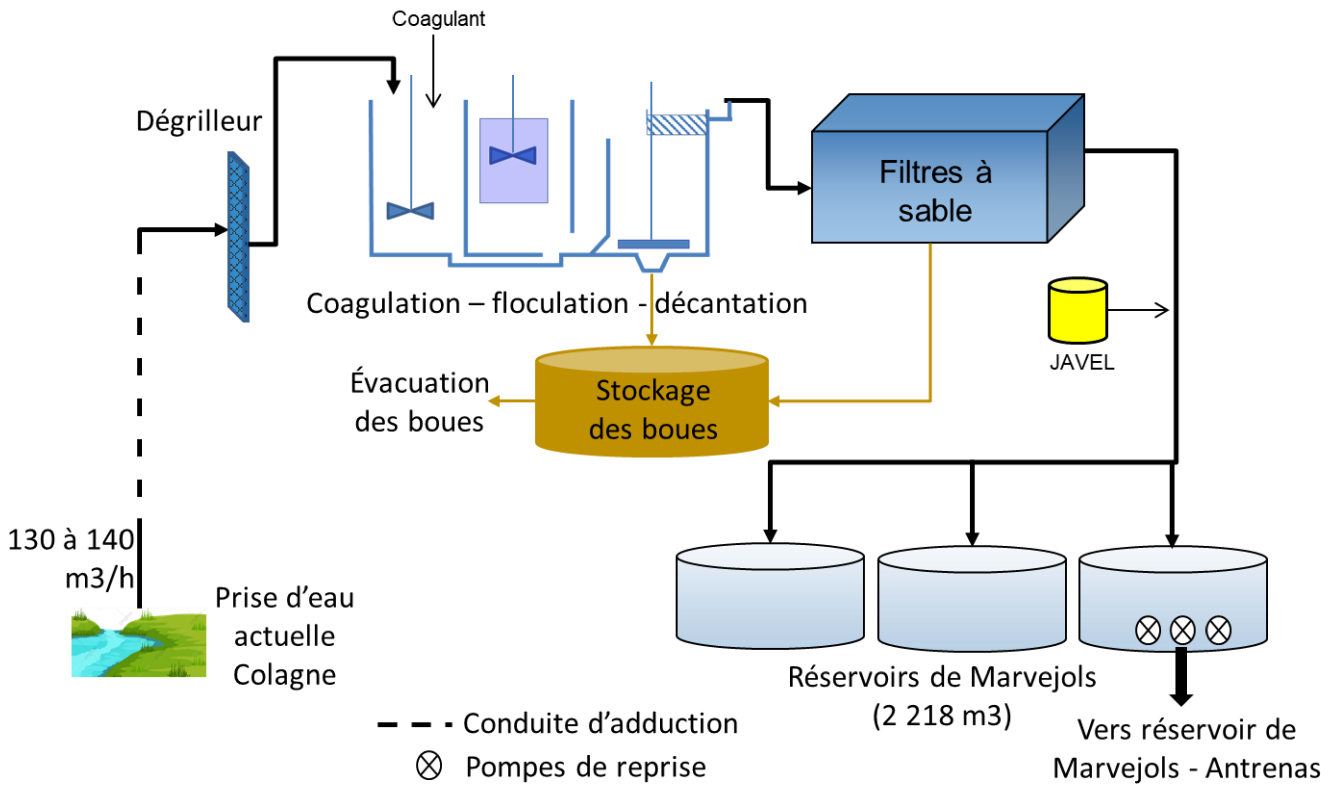 Coagulant
Dégrilleur
Filtres à
sable
Coagulation – floculation - décantation
JAVEL
Évacuation
des boues
Stockage
des boues
130 à 140
m3/h
Prise d’eau
actuelle
Colagne
Réservoirs de Marvejols
(2 218 m3)
Conduite d’adduction
Pompes de reprise
Vers réservoir de
Marvejols - Antrenas